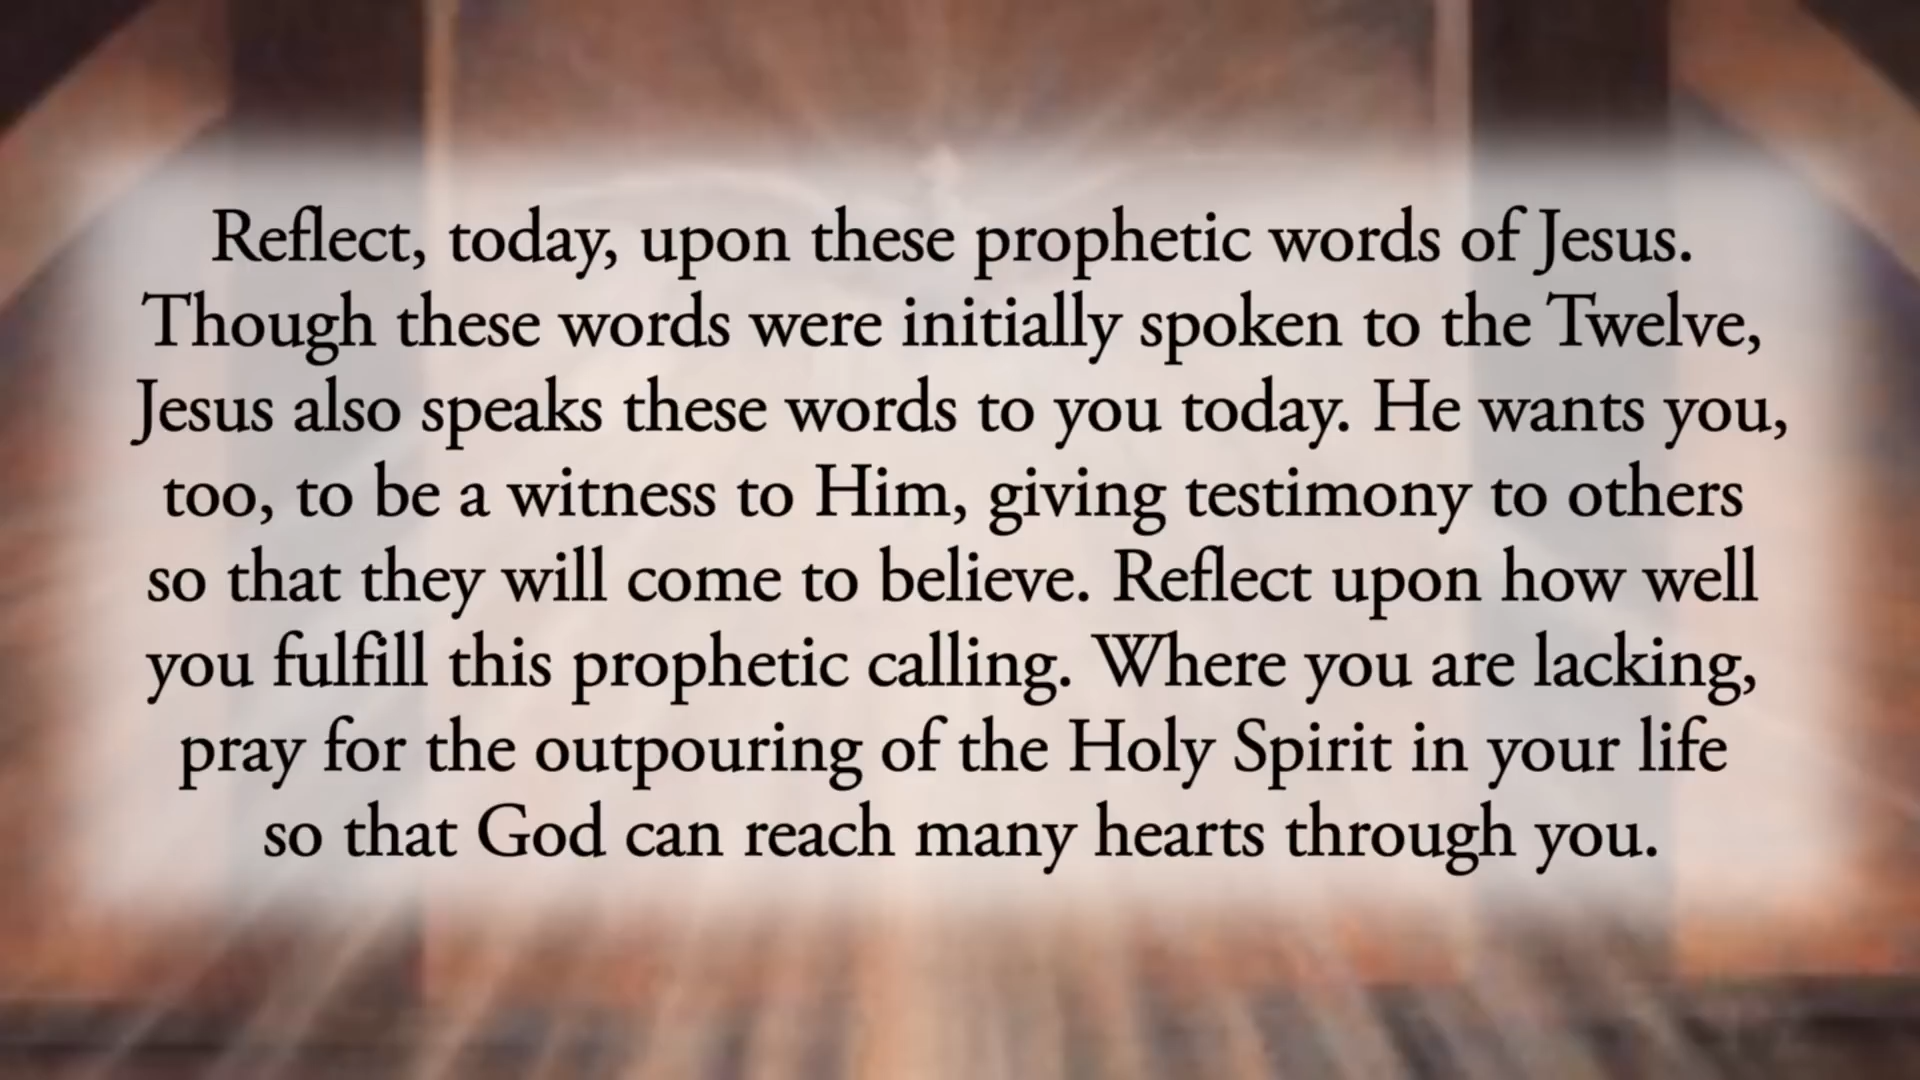 Reflect, today, upon these prophetic words of Jesus.
Though these words were initially spoken to the Twelve,
Jesus also speaks these words to you today. He wants you,
too, to be a witness to Him, giving testimony to others
so that they will come to believe. Reflect upon how well
you fulfill this prophetic calling. Where you are lacking,
pray for the outpouring of the Holy Spirit in your life
so that God can reach many hearts through you.